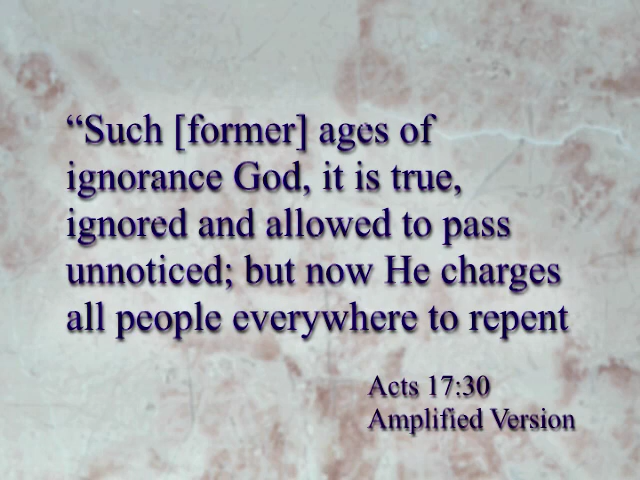 “Such [former] ages of
ignorance God, it is true,
ignored and allowed to pass
unnoticed; but now He charges
all people everywhere to repent
Acts 17:30
Amplified Version